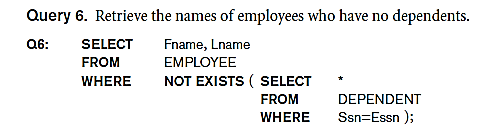 Query 6. Retrieve the names of employees who have no dependents.
Q6: SELECT Fname, Lname
FROM EMPLOYEE
WHERE NOT EXISTS ( SELECT *
FROM DEPENDENT
WHERE Ssn=Essn );